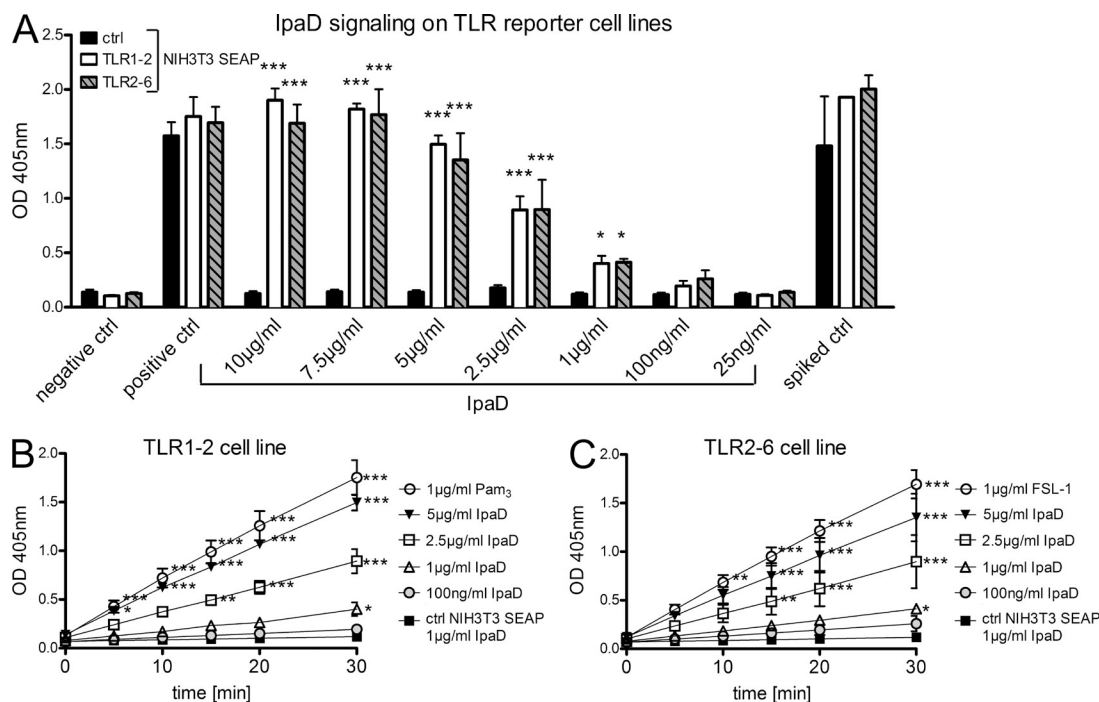 A
IpaD signaling on TLR reporter cell lines
ctrl
TLR1-2
TLR2-6
NIH3T3 SEAP
OD 405nm
2.5
2.0
1.5
1.0
0.5
0.0
***
***
***
***
***
***
***
***
*
*
negative ctrl
positive ctrl
10µg/ml
7.5µg/ml
5µg/ml
2.5µg/ml
1µg/ml
100ng/ml
25ng/ml
spiked ctrl
IpaD
B
TLR1-2 cell line
OD 405nm
2.0
1.5
1.0
0.5
0.0
0
10
20
30
time [min]
***
*
***
***
***
***
**
***
***
***
***
***
***
*
1µg/ml Pam3
5µg/ml IpaD
2.5µg/ml IpaD
1µg/ml IpaD
100ng/ml IpaD
ctrl NIH3T3 SEAP
1µg/ml IpaD
C
TLR2-6 cell line
OD 405nm
2.0
1.5
1.0
0.5
0.0
0
10
20
30
time [min]
**
***
***
**
***
***
**
***
***
***
*
1µg/ml FSL-1
5µg/ml IpaD
2.5µg/ml IpaD
1µg/ml IpaD
100ng/ml IpaD
ctrl NIH3T3 SEAP
1µg/ml IpaD